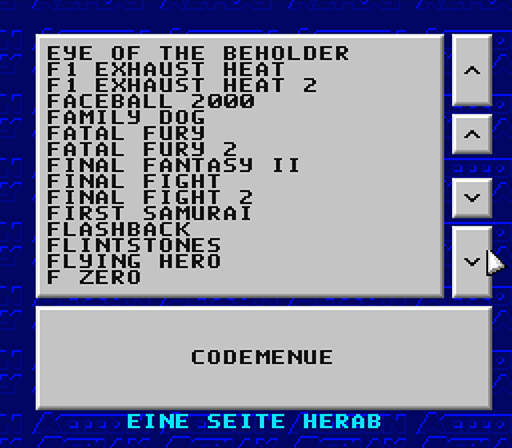 EYE OF THE BEHOLDER
F1 EXHAUST HEAT
F1 EXHAUST HEAT 2
FACEBALL 2000
FAMILY DOG
FATAL FURY
FATAL FURY 2
FINAL FANTASY II
FINAL FIGHT
FINAL FIGHT 2
FIRST SAMURAI
FLASHBACK
FLINTSTONES
FLYING HERO
F ZERO
CODEMENUE
EINE SEITE HERAB